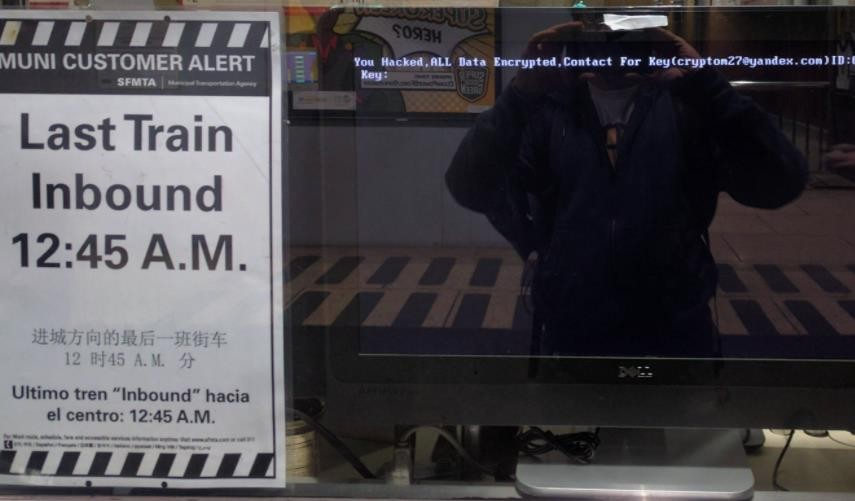 MUNI CUSTOMER ALERT
SFMTA Municipal Transportation Agency
Last Train
Inbound
12:45 A.M.
进城方向的最后一班街车
12 时45 A.M. 分
Ultimo tren “Inbound” hacia
el centro: 12:45 A.M.
You Hacked,ALL Data Encrypted,Contact For Key(cryptom27@yandex.com)ID:
Key:
HERO?
DELL